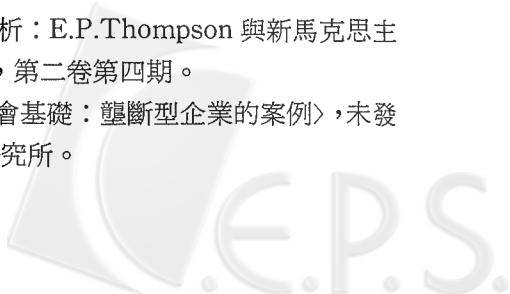 析：E.P.Thompson 與新馬克思主
，第二卷第四期。
會基礎：壟斷型企業的案例〉，未發
究所。
C.E.P.S.